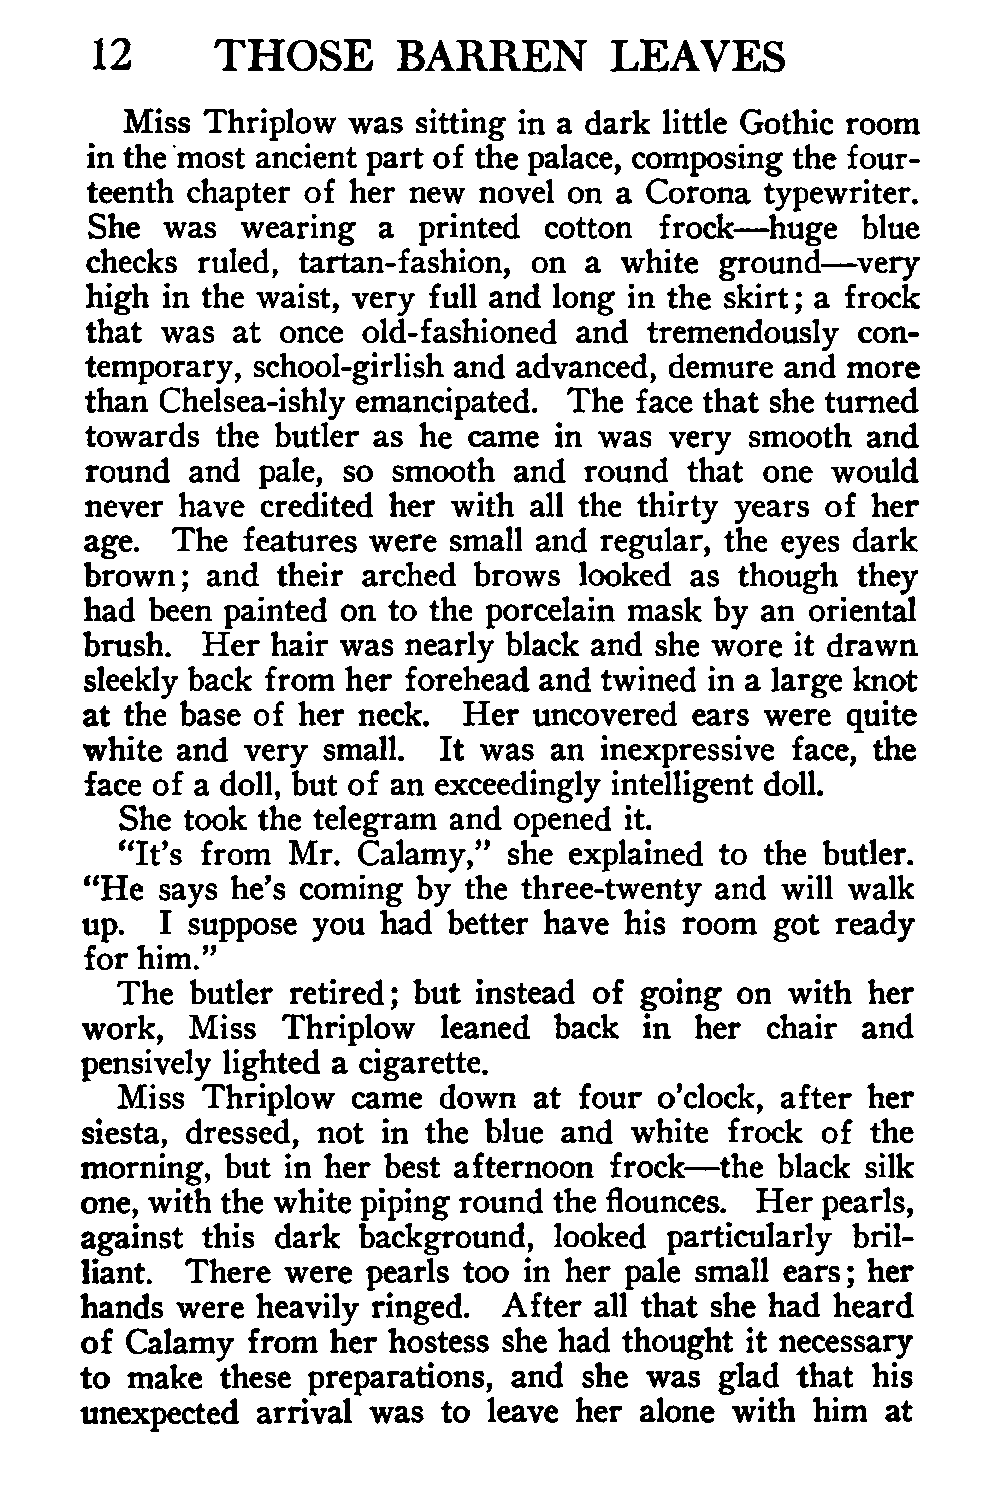 12 THOSE BARREN LEAVES
Miss Thriplow was sitting in a dark little Gothic room
in the most ancient part of the palace, composing the four-
teenth chapter of her new novel on a Corona typewriter.
She was wearing a printed cotton frock—huge blue
checks ruled, tartan-fashion, on a white ground—very
high in the waist, very full and long in the skirt; a frock
that was at once old-fashioned and tremendously con-
temporary, school-girlish and advanced, demure and more
than Chelsea-ishly emancipated. The face that she turned
towards the butler as he came in was very smooth and
round and pale, so smooth and round that one would
never have credited her with all the thirty years of her
age. The features were small and regular, the eyes dark
brown; and their arched brows looked as though they
had been painted on to the porcelain mask by an oriental
brush. Her hair was nearly black and she wore it drawn
sleekly back from her forehead and twined in a large knot
at the base of her neck. Her uncovered ears were quite
white and very small. It was an inexpressive face, the
face of a doll, but of an exceedingly intelligent doll.
She took the telegram and opened it.
“It’s from Mr. Calamy,” she explained to the butler.
“He says he’s coming by the three-twenty and will walk
up. I suppose you had better have his room got ready
for him.”
The butler retired; but instead of going on with her
work, Miss Thriplow leaned back in her chair and
pensively lighted a cigarette.
Miss Thriplow came down at four o’clock, after her
siesta, dressed, not in the blue and white frock of the
morning, but in her best afternoon frock—the black silk
one, with the white piping round the flounces. Her pearls,
against this dark background, looked particularly bril-
liant. There were pearls too in her pale small ears; her
hands were heavily ringed. After all that she had heard
of Calamy from her hostess she had thought it necessary
to make these preparations, and she was glad that his
unexpected arrival was to leave her alone with him at